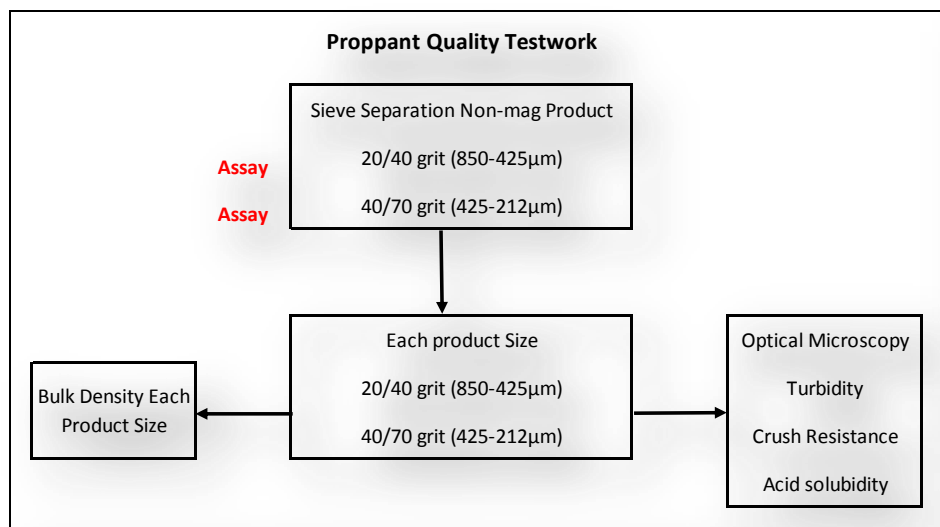 Proppant Quality Testwork
Sieve Separation Non-mag Product
Assay
20/40 grit (850-425µm)
Assay
40/70 grit (425-212µm)
Each product Size
20/40 grit (850-425µm)
40/70 grit (425-212µm)
Bulk Density Each
Product Size
Optical Microscopy
Turbidity
Crush Resistance
Acid solubidity